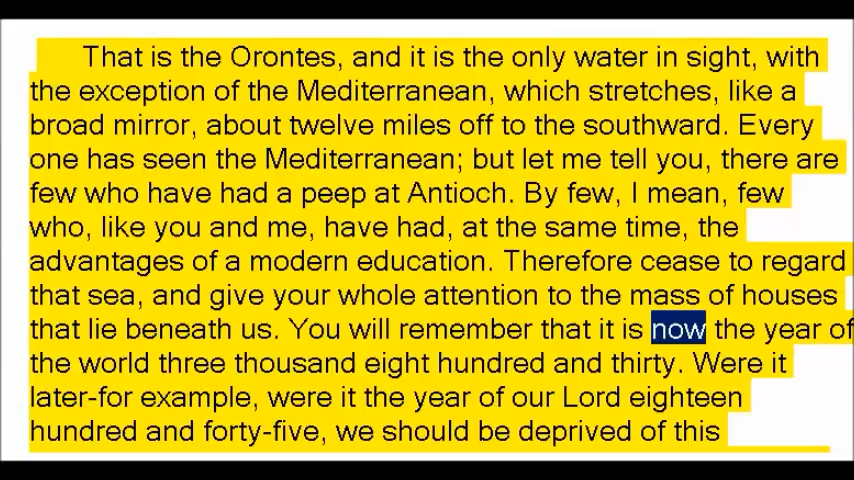 That is the Orontes, and it is the only water in sight, with
the exception of the Mediterranean, which stretches, like a
broad mirror, about twelve miles off to the southward. Every
one has seen the Mediterranean; but let me tell you, there are
few who have had a peep at Antioch. By few, I mean, few
who, like you and me, have had, at the same time, the
advantages of a modern education. Therefore cease to regard
that sea, and give your whole attention to the mass of houses
that lie beneath us. You will remember that it is now the year of
the world three thousand eight hundred and thirty. Were it
later-for example, were it the year of our Lord eighteen
hundred and forty-five, we should be deprived of this